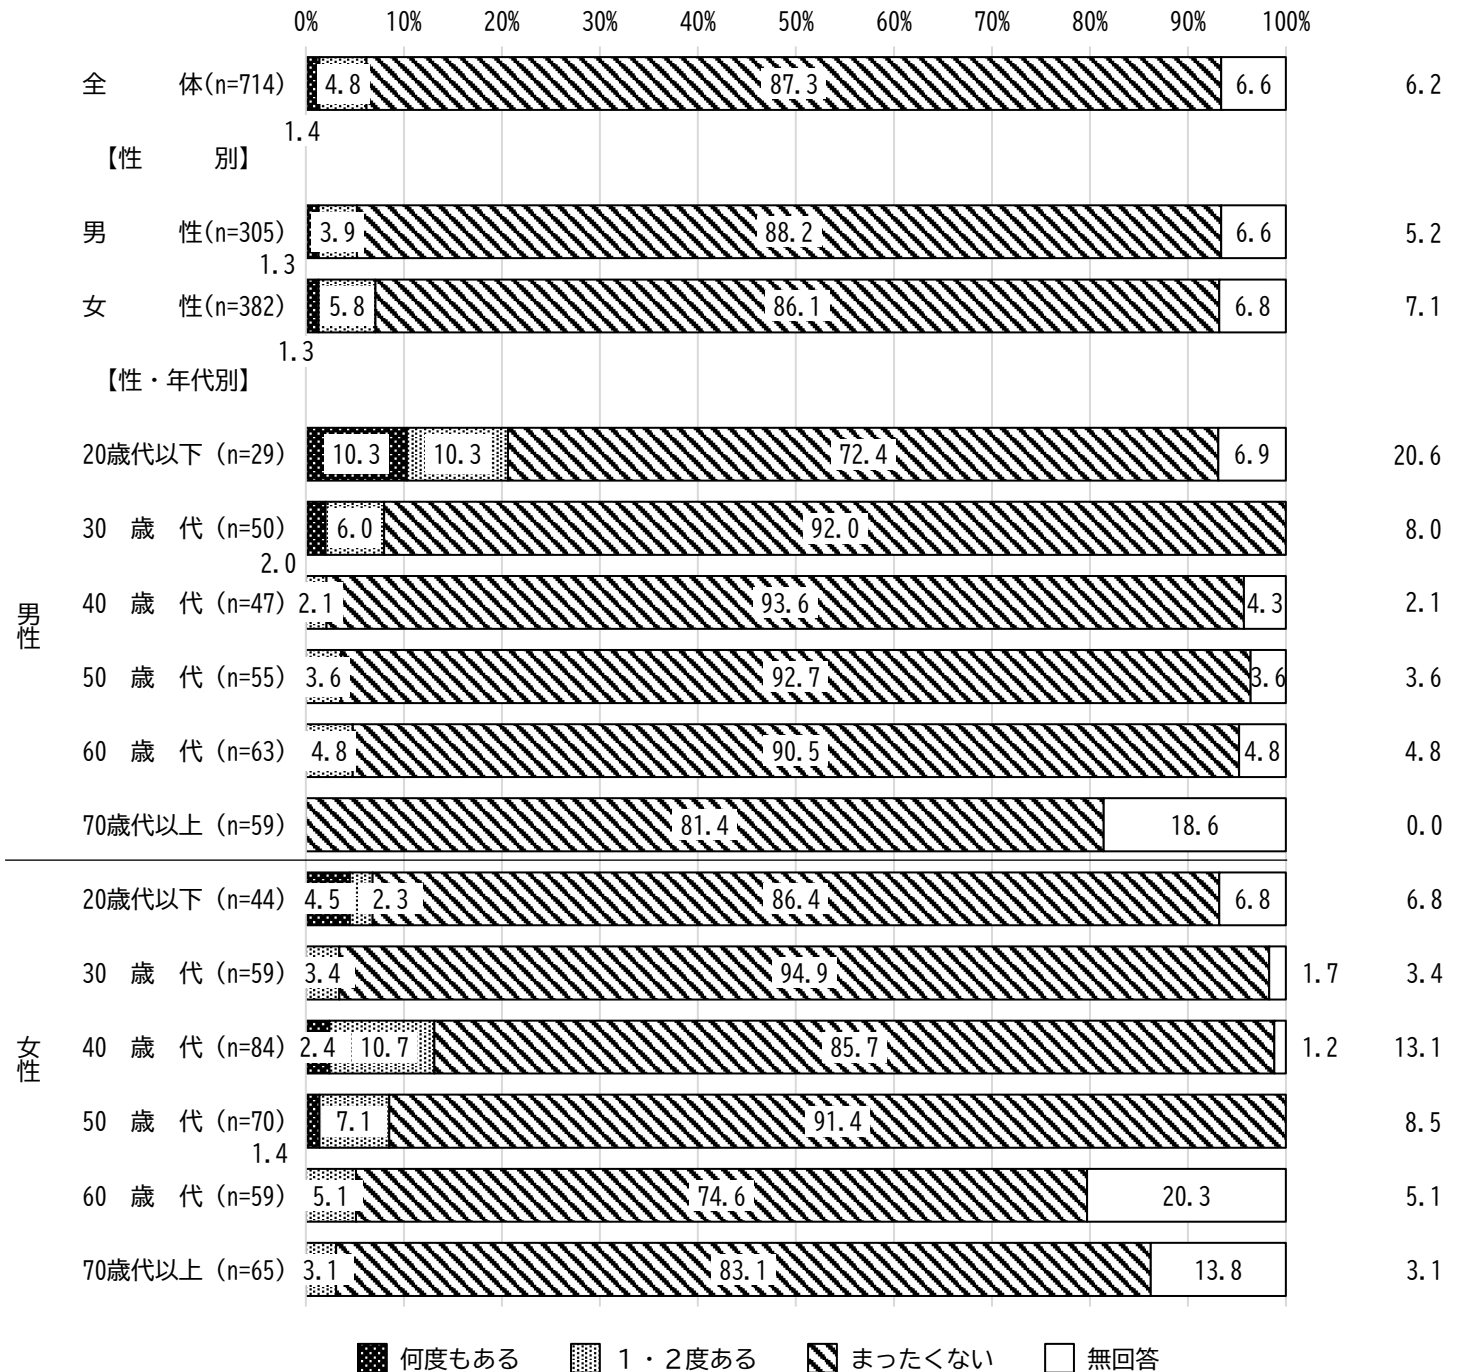 0% 10% 20% 30% 40% 50% 60% 70% 80% 90% 100%
全　　　体(n=714) 4.8 87.3 6.6 6.2
1.4
【性　　　別】
男　　　性(n=305) 3.9 88.2 6.6 5.2
1.3
女　　　性(n=382) 5.8 86.1 6.8 7.1
1.3
【性・年代別】
20歳代以下 (n=29) 10.3 10.3 72.4 6.9 20.6
30　歳　代 (n=50) 6.0 92.0 8.0
2.0
男性
40　歳　代 (n=47) 2.1 93.6 4.3 2.1
50　歳　代 (n=55) 3.6 92.7 3.6 3.6
60　歳　代 (n=63) 4.8 90.5 4.8 4.8
70歳代以上 (n=59) 81.4 18.6 0.0
20歳代以下 (n=44) 4.5 2.3 86.4 6.8 6.8
30　歳　代 (n=59) 3.4 94.9 1.7 3.4
女性
40　歳　代 (n=84) 2.4 10.7 85.7 1.2 13.1
50　歳　代 (n=70) 7.1 91.4 8.5
1.4
60　歳　代 (n=59) 5.1 74.6 20.3 5.1
70歳代以上 (n=65) 3.1 83.1 13.8 3.1
何度もある １・２度ある まったくない 無回答